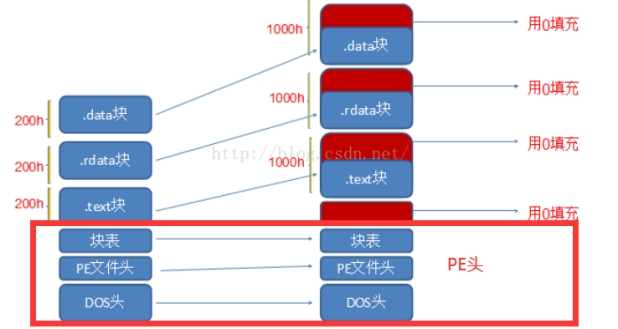 1000h
用0填充
.data块
1000h
用0填充
.data块
200h
.rdata块
.rdata块
200h
http://blog.csdn.net/
用0填充
1000h
.text块
200h
.text块
用0填充
块表
块表
PE文件头
PE文件头
PE头
DOS头
DOS头